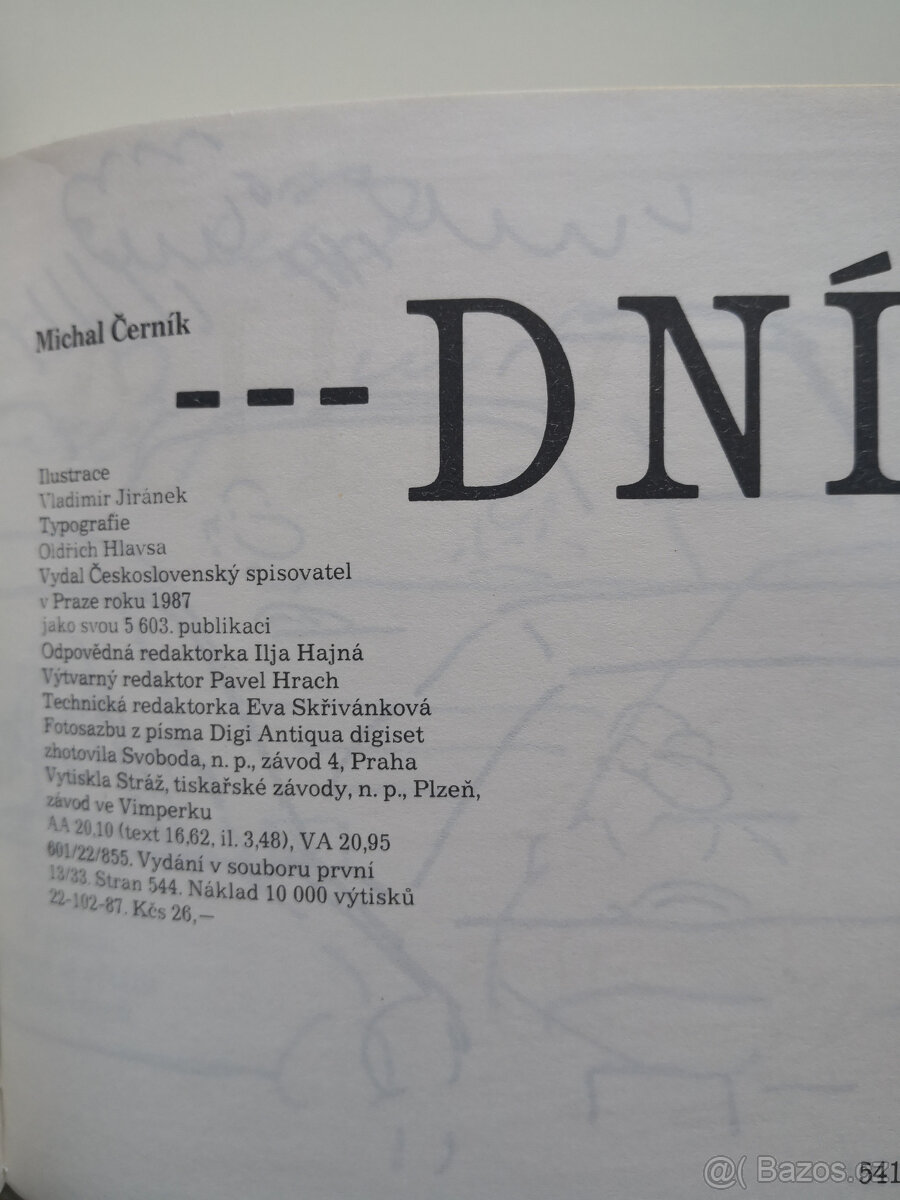 Michal Černík
---DNÍ
Ilustrace
Vladimír Jiránek
Typografie
Oldřich Hlavsa
Vydal Československý spisovatel
v Praze roku 1987
jako svou 5 603. publikaci
Odpovědná redaktorka Ilja Hajná
Výtvarný redaktor Pavel Hrach
Technická redaktorka Eva Skřivánková
Fotosazbu z písma Digi Antiqua digiset
zhotovila Svoboda, n. p., závod 4, Praha
Vytiskla Stráž, tiskařské závody, n. p., Plzeň,
závod ve Vimperku
AA 20,10 (text 16,62, il. 3,48), VA 20,95
601/22/855. Vydání v souboru první
13/33. Stran 544. Náklad 10 000 výtisků
22-102-87. Kčs 26,—
541
@( Bazos.cz